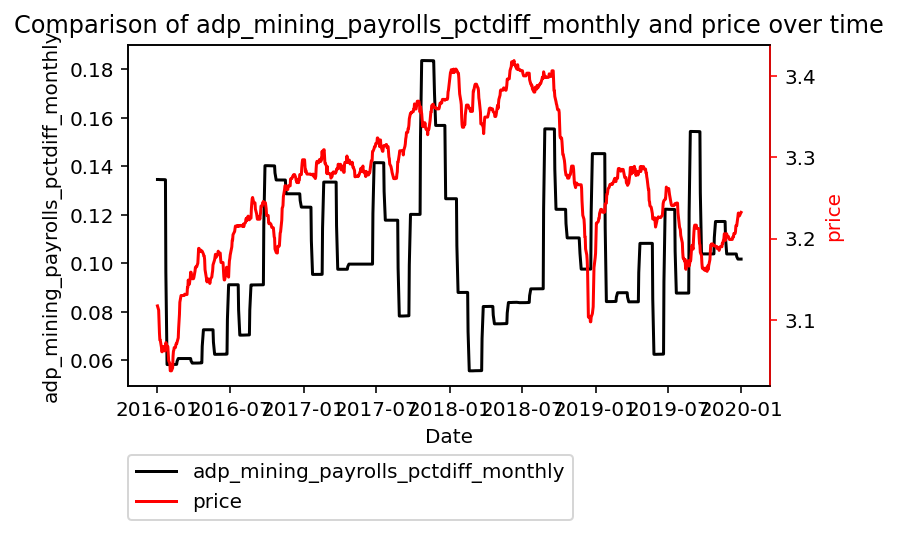 Comparison of adp_mining_payrolls_pctdiff_monthly and price over time
adp_mining_payrolls_pctdiff_monthly
0.18
0.16
0.14
0.12
0.10
0.08
0.06
3.4
3.3
3.2
3.1
price
2016-01 2016-07 2017-01 2017-07 2018-01 2018-07 2019-01 2019-07 2020-01
Date
adp_mining_payrolls_pctdiff_monthly
price